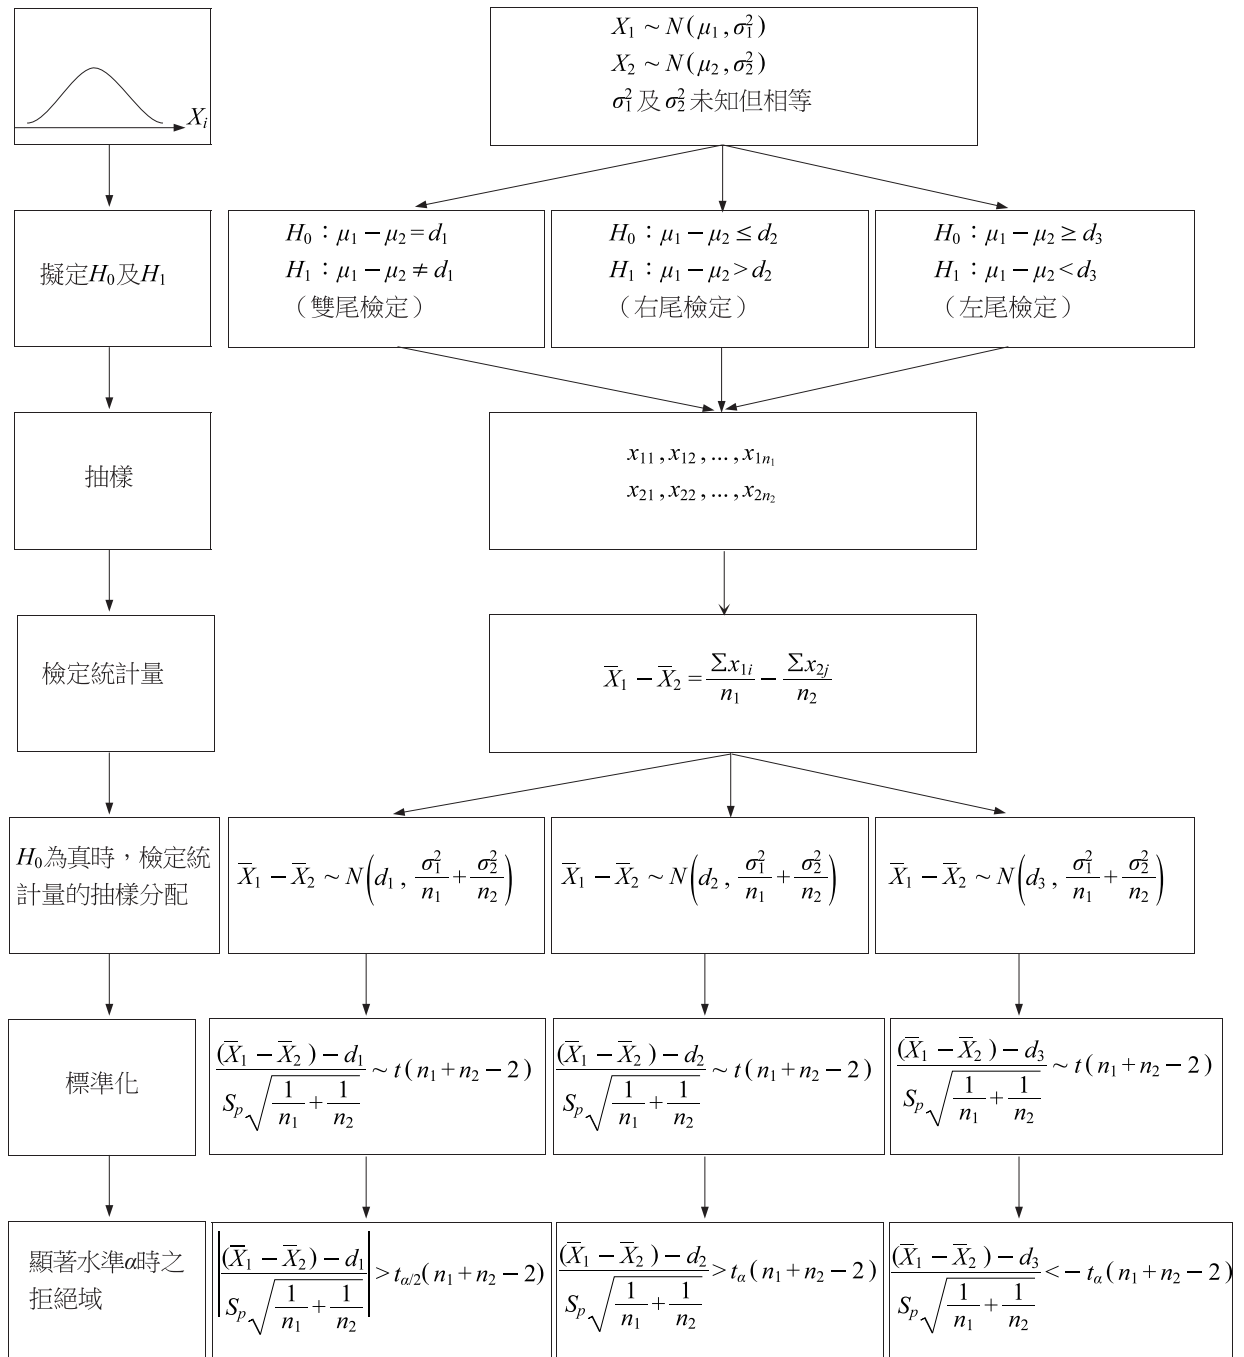 Xᵢ
X₁ ~ N(μ₁, σ₁²)
X₂ ~ N(μ₂, σ₂²)
σ₁²及σ₂²未知但相等
擬定H₀及H₁
H₀：μ₁ − μ₂ = d₁
H₁：μ₁ − μ₂ ≠ d₁
（雙尾檢定）
H₀：μ₁ − μ₂ ≤ d₂
H₁：μ₁ − μ₂ > d₂
（右尾檢定）
H₀：μ₁ − μ₂ ≥ d₃
H₁：μ₁ − μ₂ < d₃
（左尾檢定）
抽樣
x₁₁, x₁₂, ..., x₁ₙ₁
x₂₁, x₂₂, ..., x₂ₙ₂
檢定統計量
X̄₁ − X̄₂ = Σx₁ᵢ/n₁ − Σx₂ⱼ/n₂
H₀為真時，檢定統
計量的抽樣分配
X̄₁ − X̄₂ ~ N(d₁, σ₁²/n₁ + σ₂²/n₂)
X̄₁ − X̄₂ ~ N(d₂, σ₁²/n₁ + σ₂²/n₂)
X̄₁ − X̄₂ ~ N(d₃, σ₁²/n₁ + σ₂²/n₂)
標準化
((X̄₁ − X̄₂) − d₁)/(Sₚ√(1/n₁ + 1/n₂)) ~ t(n₁ + n₂ − 2)
((X̄₁ − X̄₂) − d₂)/(Sₚ√(1/n₁ + 1/n₂)) ~ t(n₁ + n₂ − 2)
((X̄₁ − X̄₂) − d₃)/(Sₚ√(1/n₁ + 1/n₂)) ~ t(n₁ + n₂ − 2)
顯著水準α時之
拒絕域
|((X̄₁ − X̄₂) − d₁)/(Sₚ√(1/n₁ + 1/n₂))| > t_{α/2}(n₁ + n₂ − 2)
((X̄₁ − X̄₂) − d₂)/(Sₚ√(1/n₁ + 1/n₂)) > t_α(n₁ + n₂ − 2)
((X̄₁ − X̄₂) − d₃)/(Sₚ√(1/n₁ + 1/n₂)) < −t_α(n₁ + n₂ − 2)